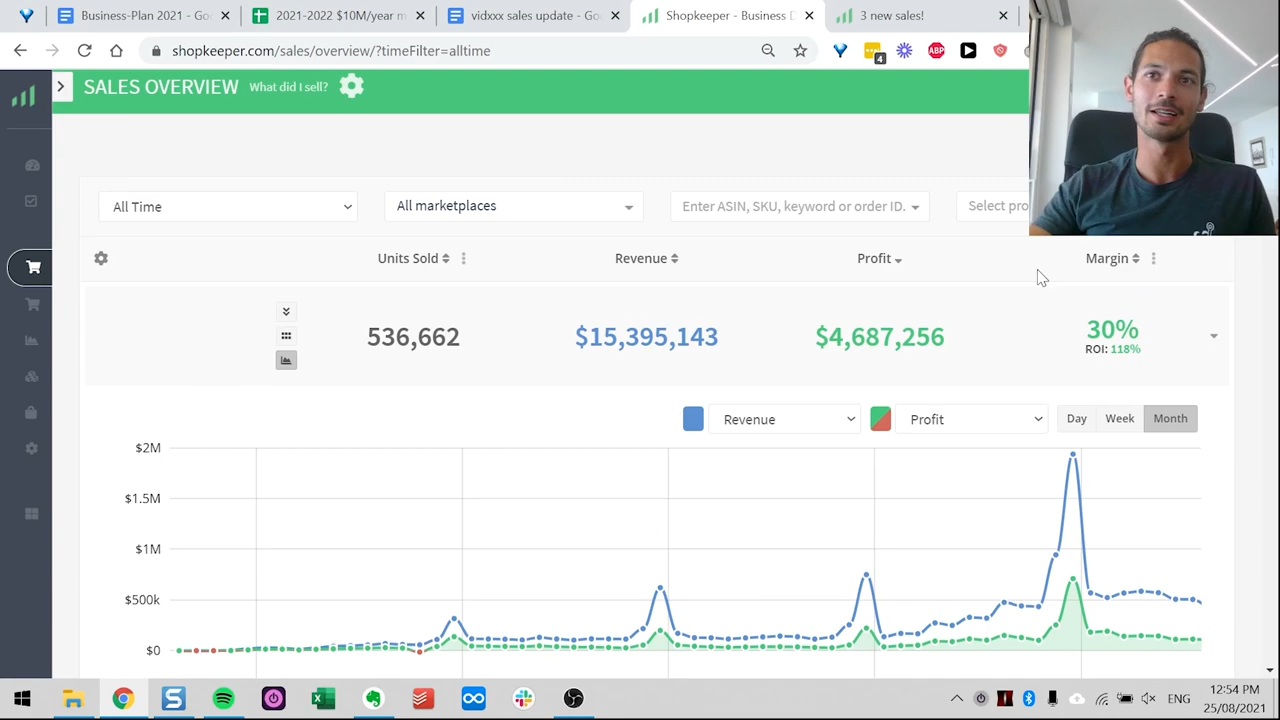 Business-Plan 2021 - Go
2021-2022 $10M/year m
vidxox sales update - Go
Shopkeeper - Business D
3 new sales!
shopkeeper.com/sales/overview/?timeFilter=alltime
4
ABP
SALES OVERVIEW
What did I sell?
All Time
All marketplaces
Enter ASIN, SKU, keyword or order ID.
Select pro
Units Sold
Revenue
Profit
Margin
536,662
$15,395,143
$4,687,256
30%
ROI: 118%
Revenue
Profit
Day
Week
Month
$2M
$1.5M
$1M
$500k
$0
ENG
12:54 PM
25/08/2021